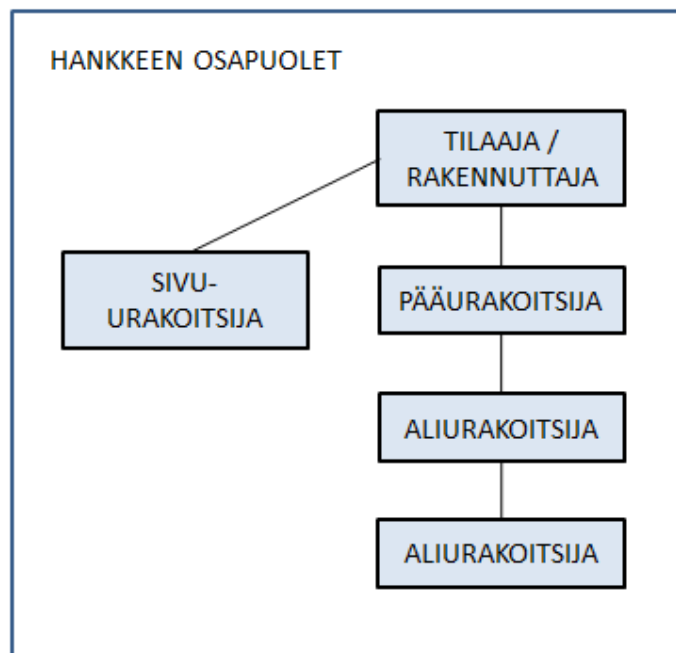 HANKKEEN OSAPUOLET
TILAAJA /
RAKENNUTTAJA
SIVU-
URAKOITSIJA
PÄÄURAKOITSIJA
ALIURAKOITSIJA
ALIURAKOITSIJA